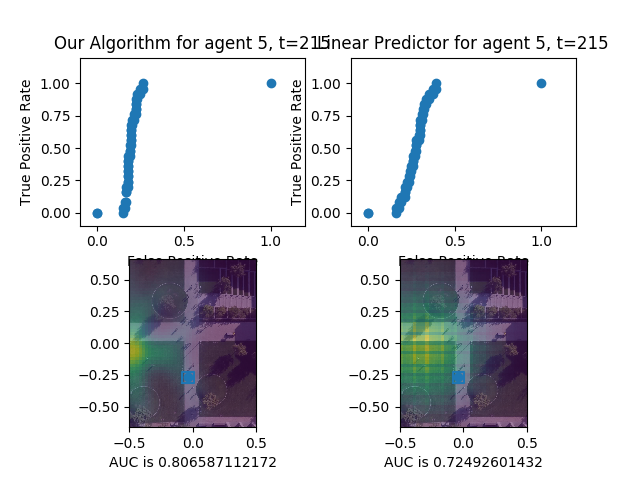 Our Algorithm for agent 5, t=215
Linear Predictor for agent 5, t=215
True Positive Rate
1.00
0.75
0.50
0.25
0.00
0.0 0.5 1.0
False Positive Rate
True Positive Rate
1.00
0.75
0.50
0.25
0.00
0.0 0.5 1.0
False Positive Rate
0.50
0.25
0.00
−0.25
−0.50
−0.5 0.0 0.5
AUC is 0.806587112172
0.50
0.25
0.00
−0.25
−0.50
−0.5 0.0 0.5
AUC is 0.72492601432